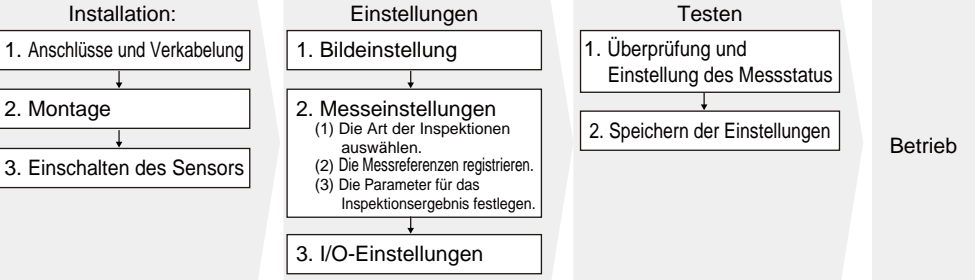 Installation:
1. Anschlüsse und Verkabelung
2. Montage
3. Einschalten des Sensors
Einstellungen
1. Bildeinstellung
2. Messeinstellungen
(1) Die Art der Inspektionen
auswählen.
(2) Die Messreferenzen registrieren.
(3) Die Parameter für das
Inspektionsergebnis festlegen.
3. I/O-Einstellungen
Testen
1. Überprüfung und
Einstellung des Messstatus
2. Speichern der Einstellungen
Betrieb